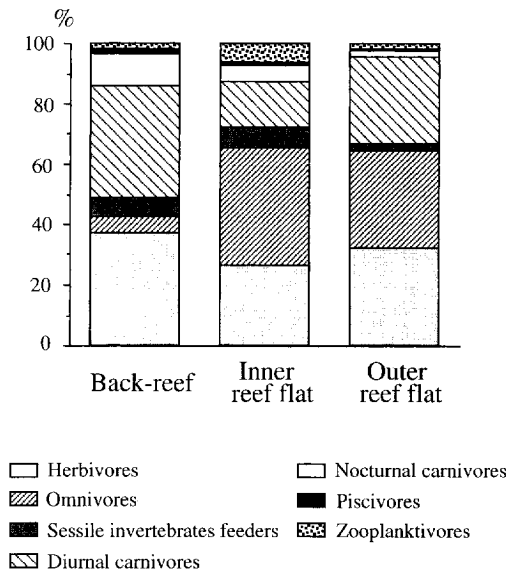 %
100
80
60
40
20
0
Back-reef
Inner
reef flat
Outer
reef flat
Herbivores
Omnivores
Sessile invertebrates feeders
Diurnal carnivores
Nocturnal carnivores
Piscivores
Zooplanktivores